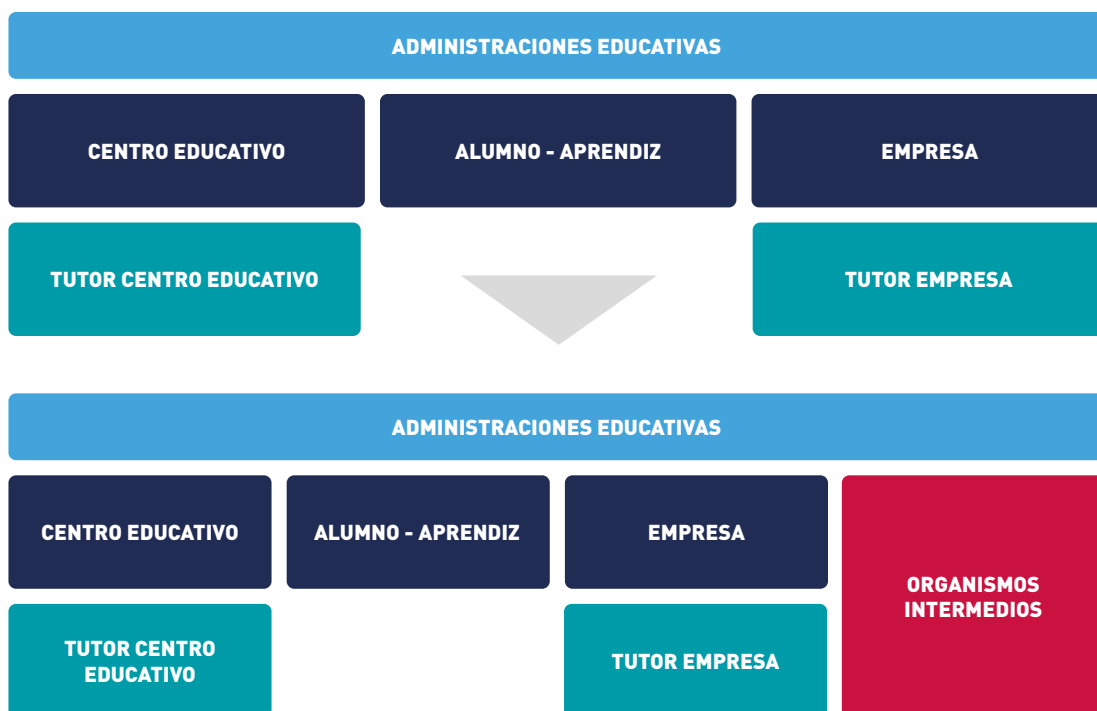 ADMINISTRACIONES EDUCATIVAS
CENTRO EDUCATIVO
ALUMNO - APRENDIZ
EMPRESA
TUTOR CENTRO EDUCATIVO
TUTOR EMPRESA
ADMINISTRACIONES EDUCATIVAS
CENTRO EDUCATIVO
ALUMNO - APRENDIZ
EMPRESA
ORGANISMOS
INTERMEDIOS
TUTOR CENTRO
EDUCATIVO
TUTOR EMPRESA